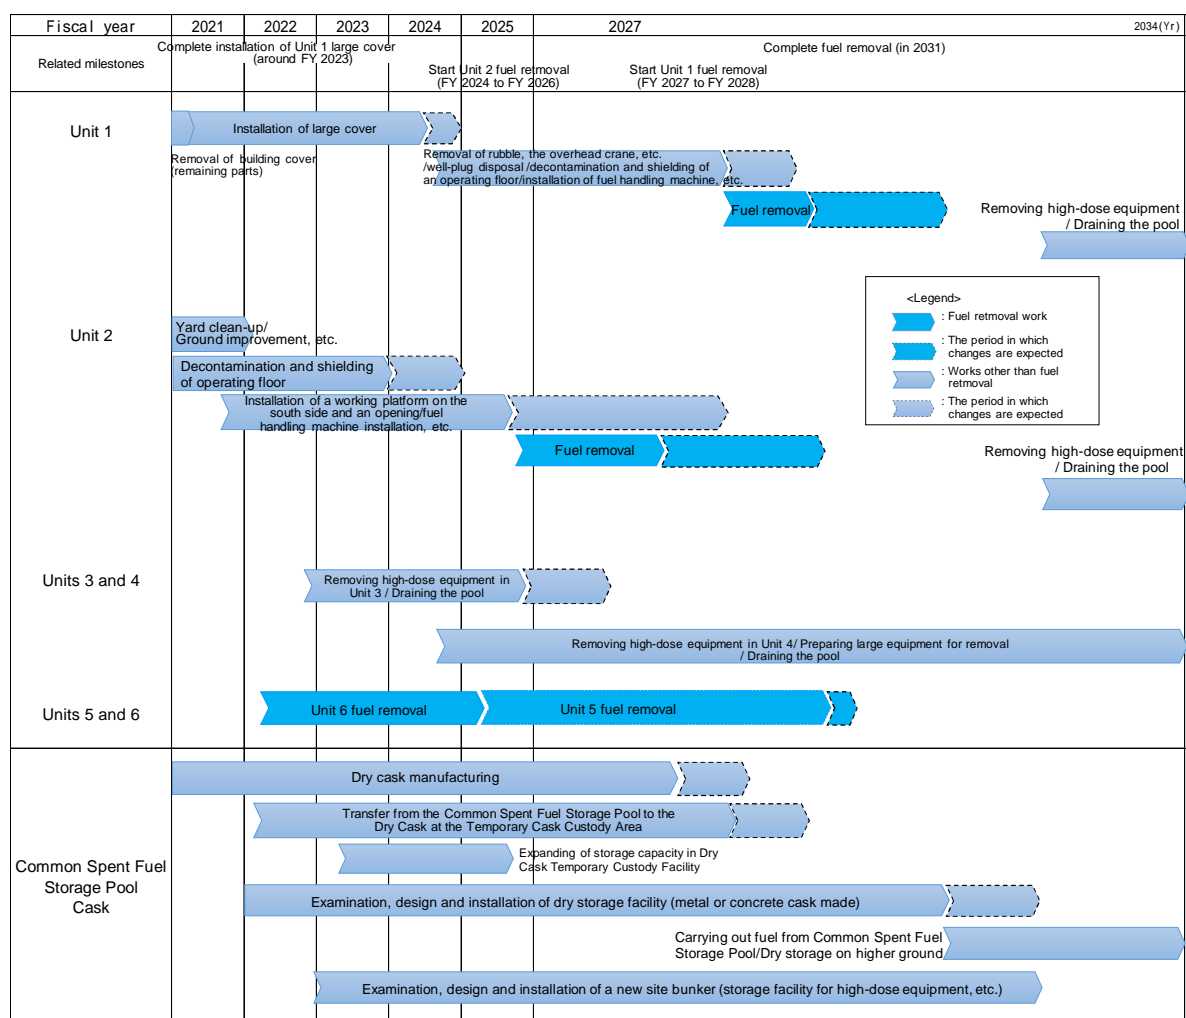 Fiscal year
2021
2022
2023
2024
2025
2027
2034(Yr)
Related milestones
Complete installation of Unit 1 large cover
(around FY 2023)
Complete fuel removal (in 2031)
Start Unit 2 fuel retmoval
(FY 2024 to FY 2026)
Start Unit 1 fuel removal
(FY 2027 to FY 2028)
Unit 1
Installation of large cover
Removal of building cover
(remaining parts)
Removal of rubble, the overhead crane, etc.
/well-plug disposal /decontamination and shielding of
an operating floor/installation of fuel handling machine, etc.
Fuel removal
Removing high-dose equipment
/ Draining the pool
<Legend>
: Fuel retmoval work
: The period in which
changes are expected
: Works other than fuel
retmoval
: The period in which
changes are expected
Unit 2
Yard clean-up/
Ground improvement, etc.
Decontamination and shielding
of operating floor
Installation of a working platform on the
south side and an opening/fuel
handling machine installation, etc.
Fuel removal
Removing high-dose equipment
/ Draining the pool
Units 3 and 4
Removing high-dose equipment in
Unit 3 / Draining the pool
Removing high-dose equipment in Unit 4/ Preparing large equipment for removal
/ Draining the pool
Units 5 and 6
Unit 6 fuel removal
Unit 5 fuel removal
Common Spent Fuel
Storage Pool
Cask
Dry cask manufacturing
Transfer from the Common Spent Fuel Storage Pool to the
Dry Cask at the Temporary Cask Custody Area
Expanding of storage capacity in Dry
Cask Temporary Custody Facility
Examination, design and installation of dry storage facility (metal or concrete cask made)
Carrying out fuel from Common Spent Fuel
Storage Pool/Dry storage on higher ground
Examination, design and installation of a new site bunker (storage facility for high-dose equipment, etc.)